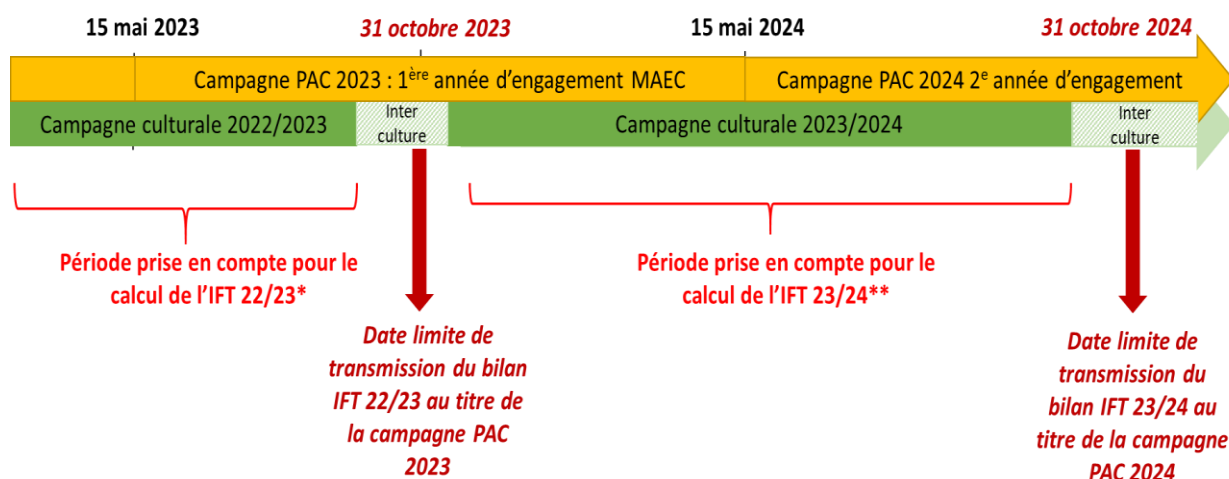 15 mai 2023
31 octobre 2023
15 mai 2024
31 octobre 2024
Campagne PAC 2023 : 1ère année d'engagement MAEC
Campagne PAC 2024 2e année d'engagement
Campagne culturale 2022/2023
Inter
culture
Campagne culturale 2023/2024
Inter
culture
Période prise en compte pour le
calcul de l'IFT 22/23*
Période prise en compte pour le
calcul de l'IFT 23/24**
Date limite de
transmission du bilan
IFT 22/23 au titre de
la campagne PAC
2023
Date limite de
transmission du
bilan IFT 23/24 au
titre de la campagne
PAC 2024